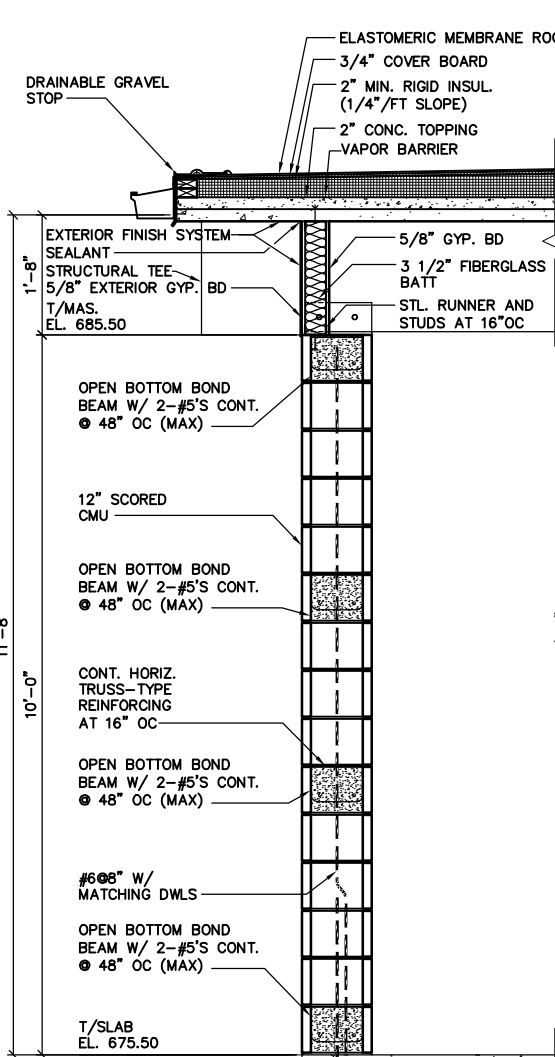 ELASTOMERIC MEMBRANE
3/4" COVER BOARD
2" MIN. RIGID INSUL.
(1/4"/FT SLOPE)
2" CONC. TOPPING
VAPOR BARRIER
DRAINABLE GRAVEL
STOP
EXTERIOR FINISH SYSTEM
SEALANT
STRUCTURAL TEE
5/8" EXTERIOR GYP. BD
T/MAS.
EL. 685.50
5/8" GYP. BD
3 1/2" FIBERGLASS
BATT
STL. RUNNER AND
STUDS AT 16"OC
1'-8"
OPEN BOTTOM BOND
BEAM W/ 2-#5'S CONT.
@ 48" OC (MAX)
12" SCORED
CMU
OPEN BOTTOM BOND
BEAM W/ 2-#5'S CONT.
@ 48" OC (MAX)
10'-0"
CONT. HORIZ.
TRUSS-TYPE
REINFORCING
AT 16" OC
OPEN BOTTOM BOND
BEAM W/ 2-#5'S CONT.
@ 48" OC (MAX)
#6@8" W/
MATCHING DWLS
OPEN BOTTOM BOND
BEAM W/ 2-#5'S CONT.
@ 48" OC (MAX)
T/SLAB
EL. 675.50